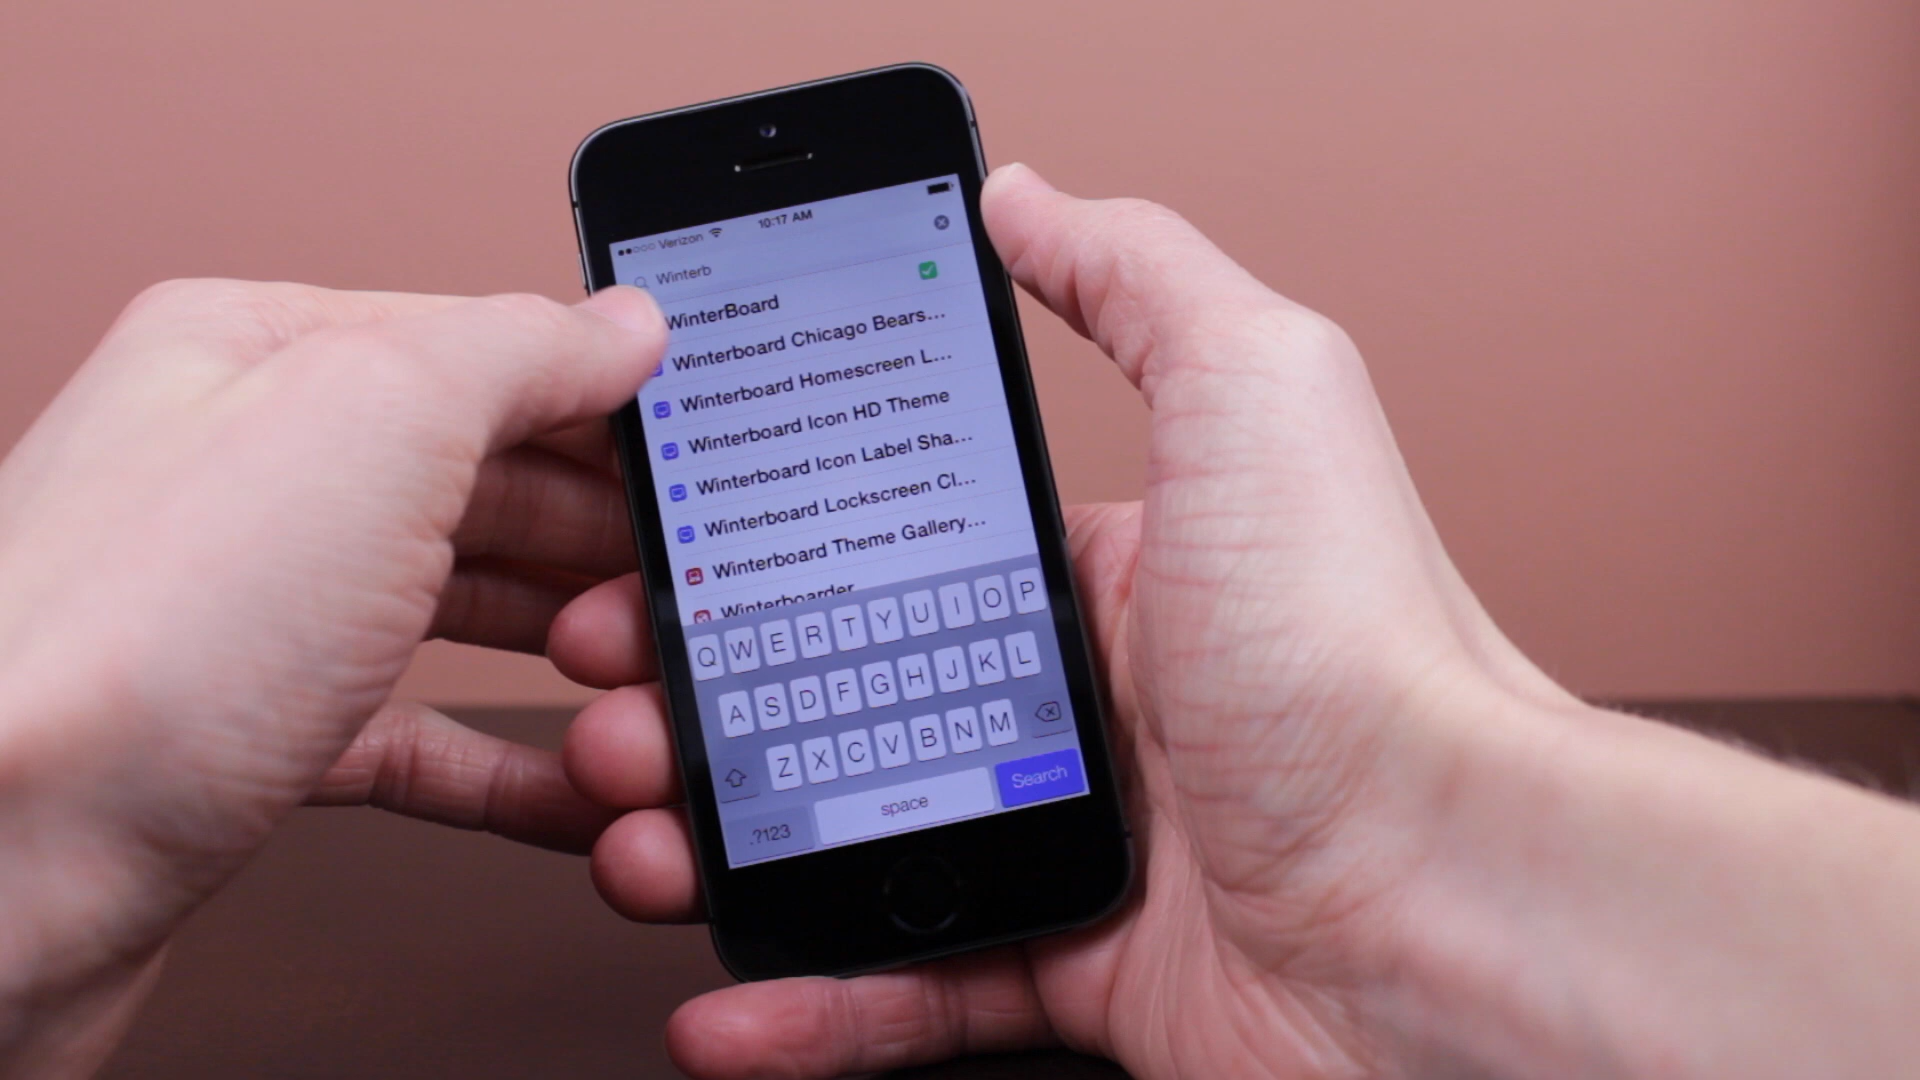 Verizon 10:17 AM
Winterb
WinterBoard
Winterboard Chicago Bears...
Winterboard Homescreen L...
Winterboard Icon HD Theme
Winterboard Icon Label Sha...
Winterboard Lockscreen Cl...
Winterboard Theme Gallery...
Winterboarder
Q W E R T Y U I O P
A S D F G H J K L
Z X C V B N M
.?123 space Search